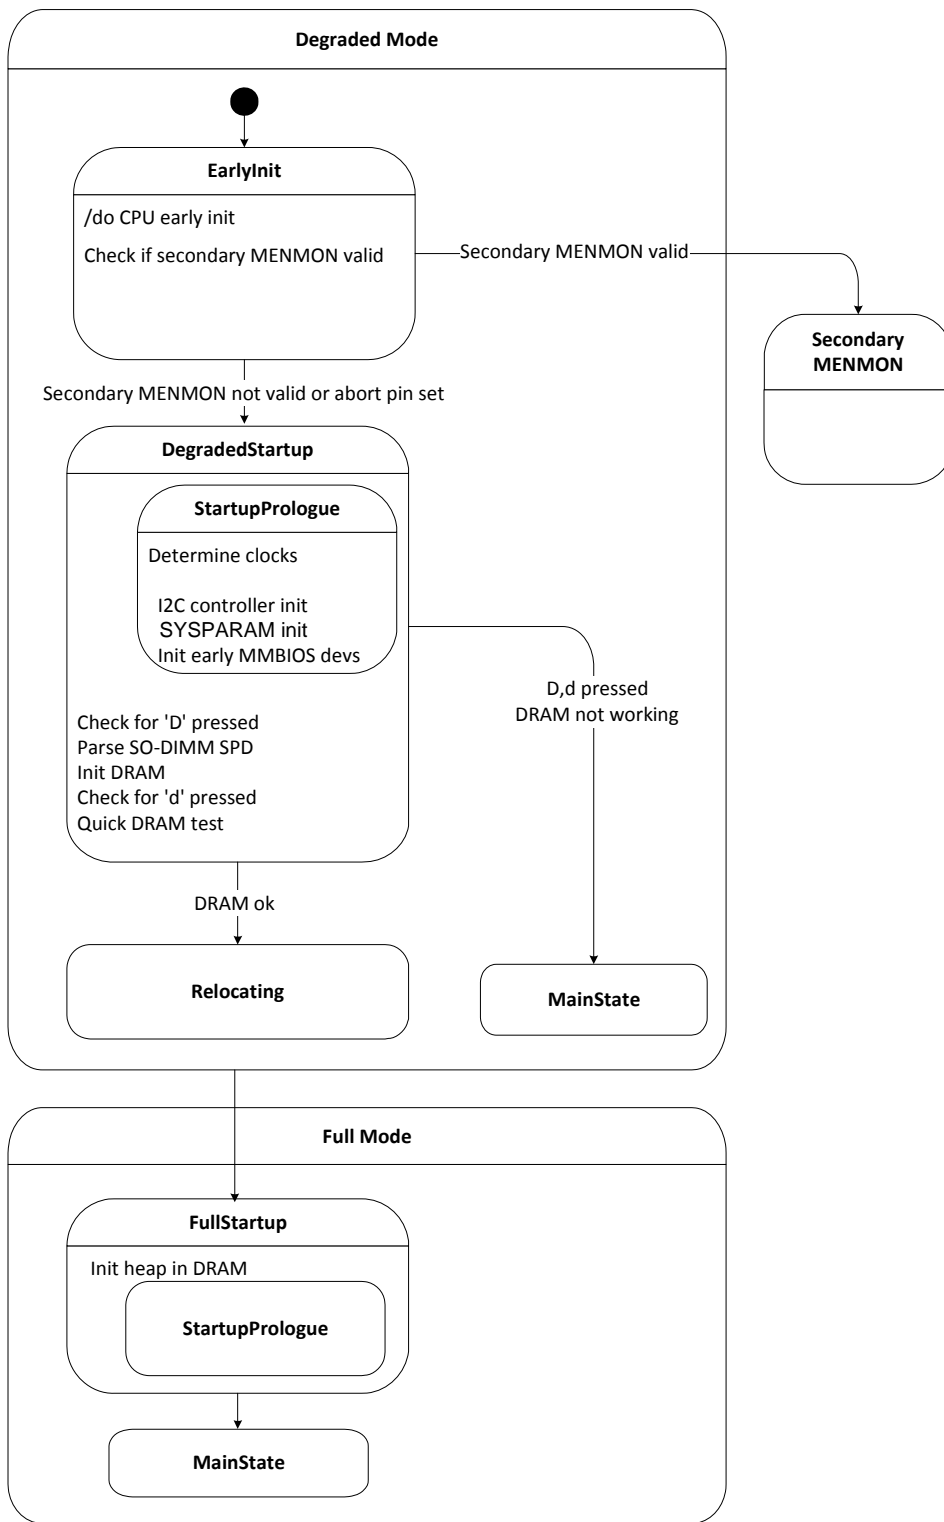 Degraded Mode
EarlyInit
/do CPU early init
Check if secondary MENMON valid
Secondary MENMON valid
Secondary
MENMON
Secondary MENMON not valid or abort pin set
DegradedStartup
StartupPrologue
Determine clocks
I2C controller init
SYSPARAM init
Init early MMBIOS devs
D,d pressed
DRAM not working
Check for 'D' pressed
Parse SO-DIMM SPD
Init DRAM
Check for 'd' pressed
Quick DRAM test
DRAM ok
Relocating
MainState
Full Mode
FullStartup
Init heap in DRAM
StartupPrologue
MainState